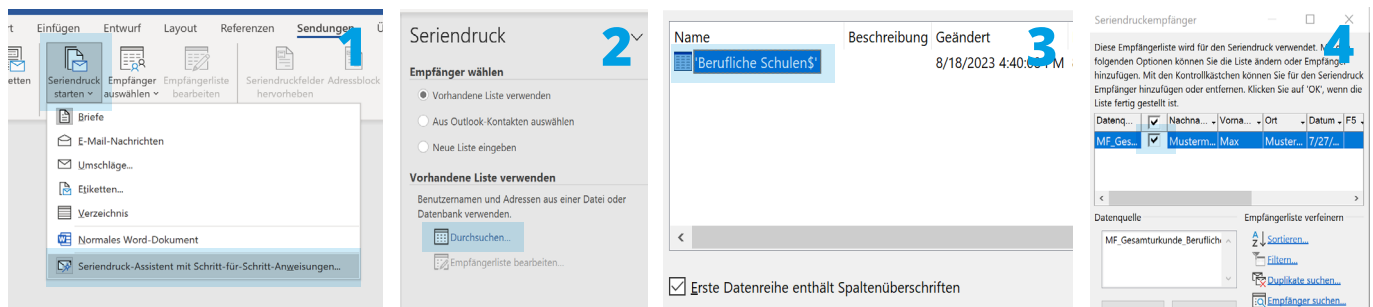 Einfügen Entwurf Layout Referenzen Sendungen
1
Seriendruck starten
Empfänger auswählen
Empfängerliste bearbeiten
Seriendruckfelder hervorheben
Adressblock
Briefe
E-Mail-Nachrichten
Umschläge...
Etiketten...
Verzeichnis
Normales Word-Dokument
Seriendruck-Assistent mit Schritt-für-Schritt-Anweisungen...
Seriendruck
2
Empfänger wählen
Vorhandene Liste verwenden
Aus Outlook-Kontakten auswählen
Neue Liste eingeben
Vorhandene Liste verwenden
Benutzernamen und Adressen aus einer Datei oder
Datenbank verwenden.
Durchsuchen...
Empfängerliste bearbeiten...
Name Beschreibung Geändert
3
'Berufliche Schulen$' 8/18/2023 PM
Erste Datenreihe enthält Spaltenüberschriften
Seriendruckempfänger
4
Diese Empfängerliste wird für den Seriendruck verwendet.
folgenden Optionen können Sie die Liste ändern oder Empfänger
hinzufügen. Mit den Kontrollkästchen können Sie für den Seriendruck
Empfänger hinzufügen oder entfernen. Klicken Sie auf 'OK', wenn die
Liste fertig gestellt ist.
Datenq... Nachna... Vorna... Ort Datum F5
MF_Ges... Musterm... Max Muster... 7/27/...
Datenquelle
MF_Gesamturkunde_Beruflich
Empfängerliste verfeinern
Sortieren...
Filtern...
Duplikate suchen...
Empfänger suchen...